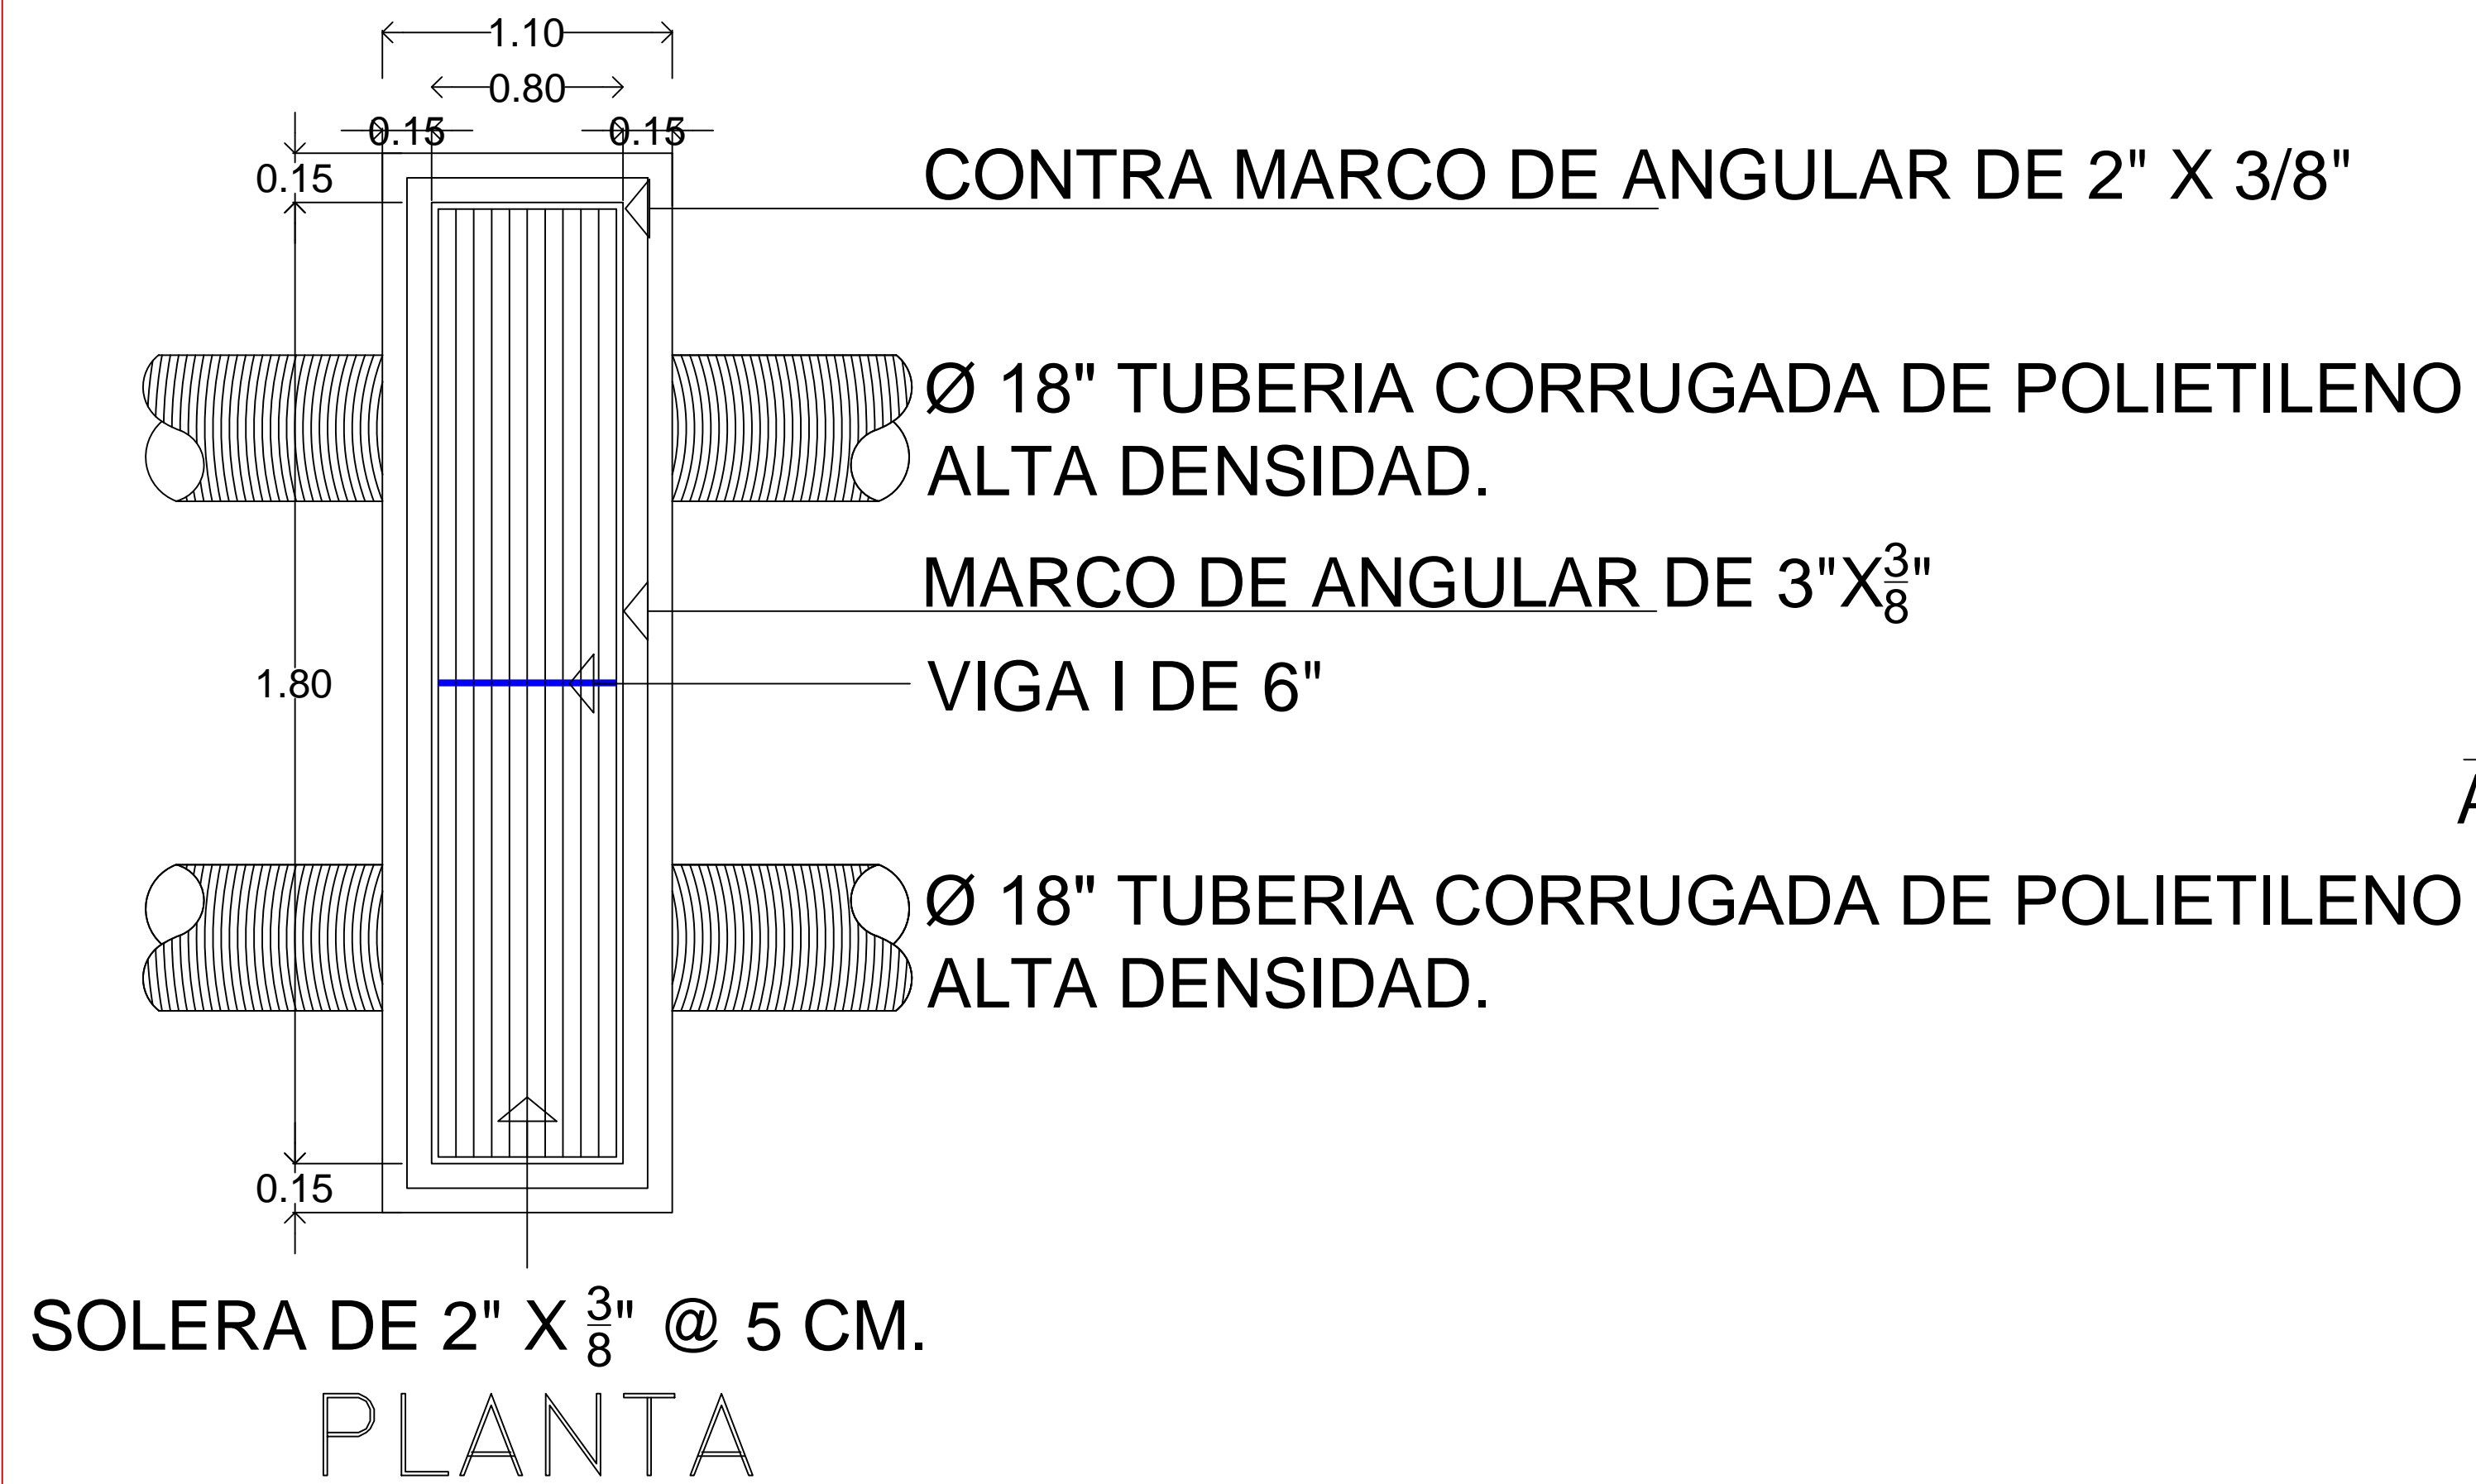 1.10
0.80
0.15 0.15
0.15
CONTRA MARCO DE ANGULAR DE 2" X 3/8"
Ø 18" TUBERIA CORRUGADA DE POLIETILENO
ALTA DENSIDAD.
MARCO DE ANGULAR DE 3"X3/8"
1.80
VIGA I DE 6"
Ø 18" TUBERIA CORRUGADA DE POLIETILENO
ALTA DENSIDAD.
0.15
SOLERA DE 2" X 3/8" @ 5 CM.
PLANTA